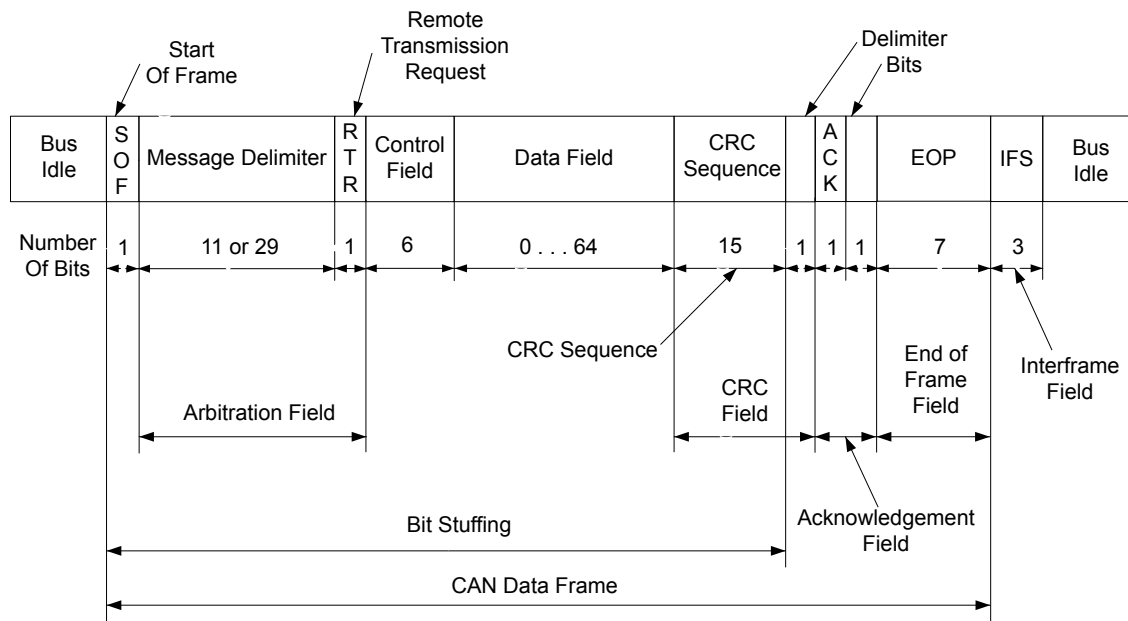 Start
Of Frame
Remote
Transmission
Request
Delimiter
Bits
Bus
Idle
S
O
F
Message Delimiter
R
T
R
Control
Field
Data Field
CRC
Sequence
A
C
K
EOP
IFS
Bus
Idle
Number
Of Bits
1
11 or 29
1
6
0 . . . 64
15
1
1
1
7
3
CRC Sequence
End of
Frame
Field
Interframe
Field
Arbitration Field
CRC
Field
Bit Stuffing
Acknowledgement
Field
CAN Data Frame